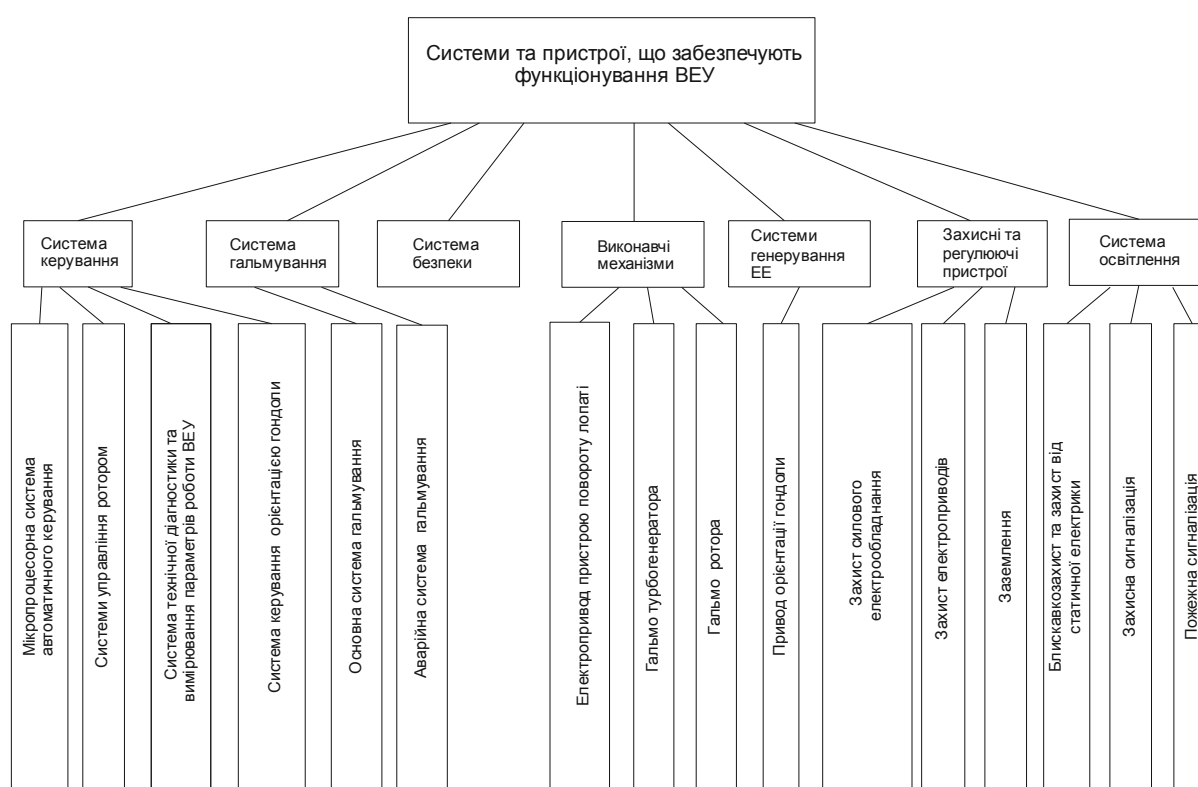 Системи та пристрої, що забезпечують
функціонування ВЕУ
Система
керування
Система
гальмування
Система
безпеки
Виконавчі
механізми
Системи
генерування
ЕЕ
Захисні та
регулюючі
пристрої
Система
освітлення
Мікропроцесорна система
автоматичного керування
Системи управління ротором
Система технічної діагностики та
вимірювання параметрів роботи ВЕУ
Система керування орієнтацією гондоли
Основна система гальмування
Аварійна система гальмування
Електропривод пристрою повороту лопаті
Гальмо турбогенератора
Гальмо ротора
Привод орієнтації гондоли
Захист силового
електрообладнання
Захист електроприводів
Заземлення
Блискавкозахист та захист від
статичної електрики
Захисна сигналізація
Пожежна сигналізація